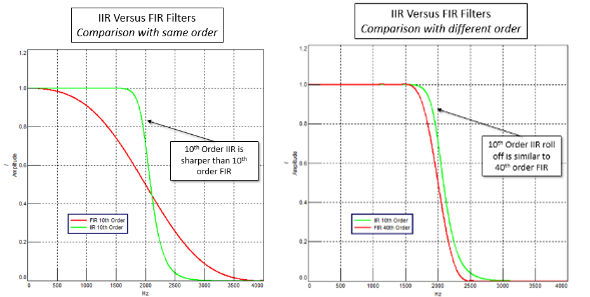 IIR Versus FIR Filters
Comparison with same order
1.2
1.0
0.8
0.6
0.4
0.2
0.0
Amplitude
10th Order IIR is
sharper than 10th
order FIR
FIR 10th Order
IIR 10th Order
0 500 1000 1500 2000 2500 3000 3500 4000
Hz
IIR Versus FIR Filters
Comparison with different order
1.2
1.0
0.8
0.6
0.4
0.2
0.0
Amplitude
10th Order IIR roll
off is similar to
40th order FIR
IIR 10th Order
FIR 40th Order
0 500 1000 1500 2000 2500 3000 3500 4000
Hz